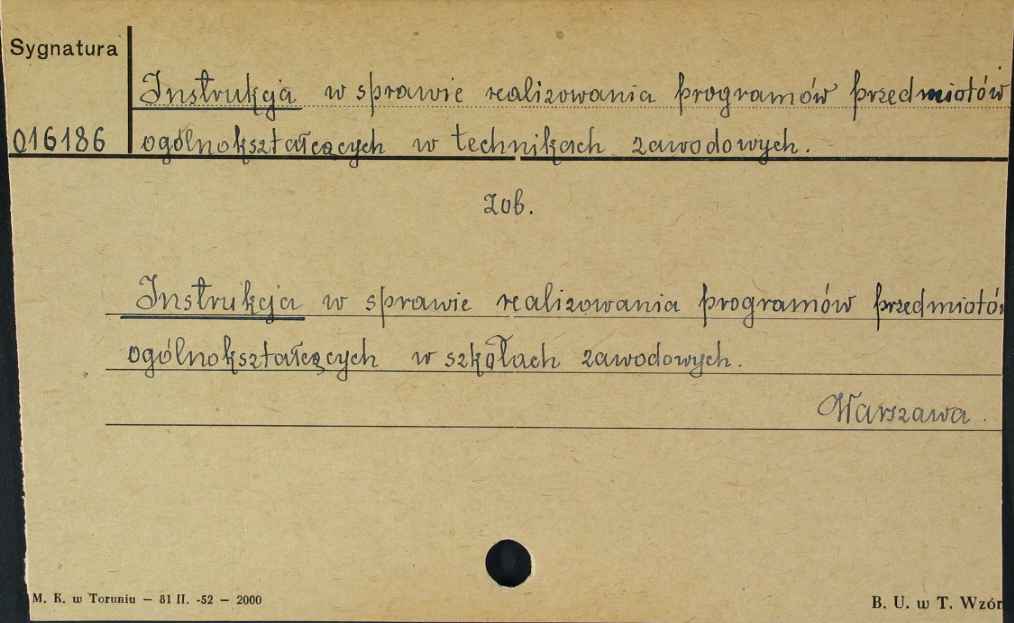 Sygnatura
Instrukcja w sprawie realizowania programów przedmiotów
016186
ogólnokształcących w technikach zawodowych.
Zob.
Instrukcja w sprawie realizowania programów przedmiotów
ogólnokształcących w szkołach zawodowych.
Warszawa.
M. K. w Toruniu — 81 II. -52 — 2000
B. U. w T. Wzór